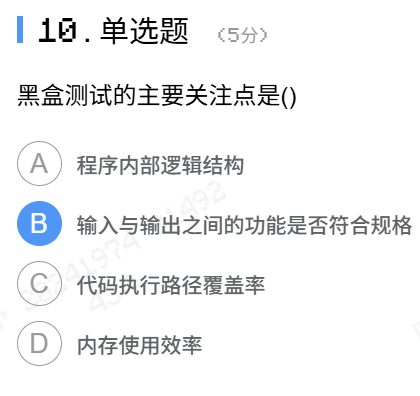 10.单选题 (5分)
黑盒测试的主要关注点是()
A 程序内部逻辑结构
B 输入与输出之间的功能是否符合规格
C 代码执行路径覆盖率
D 内存使用效率